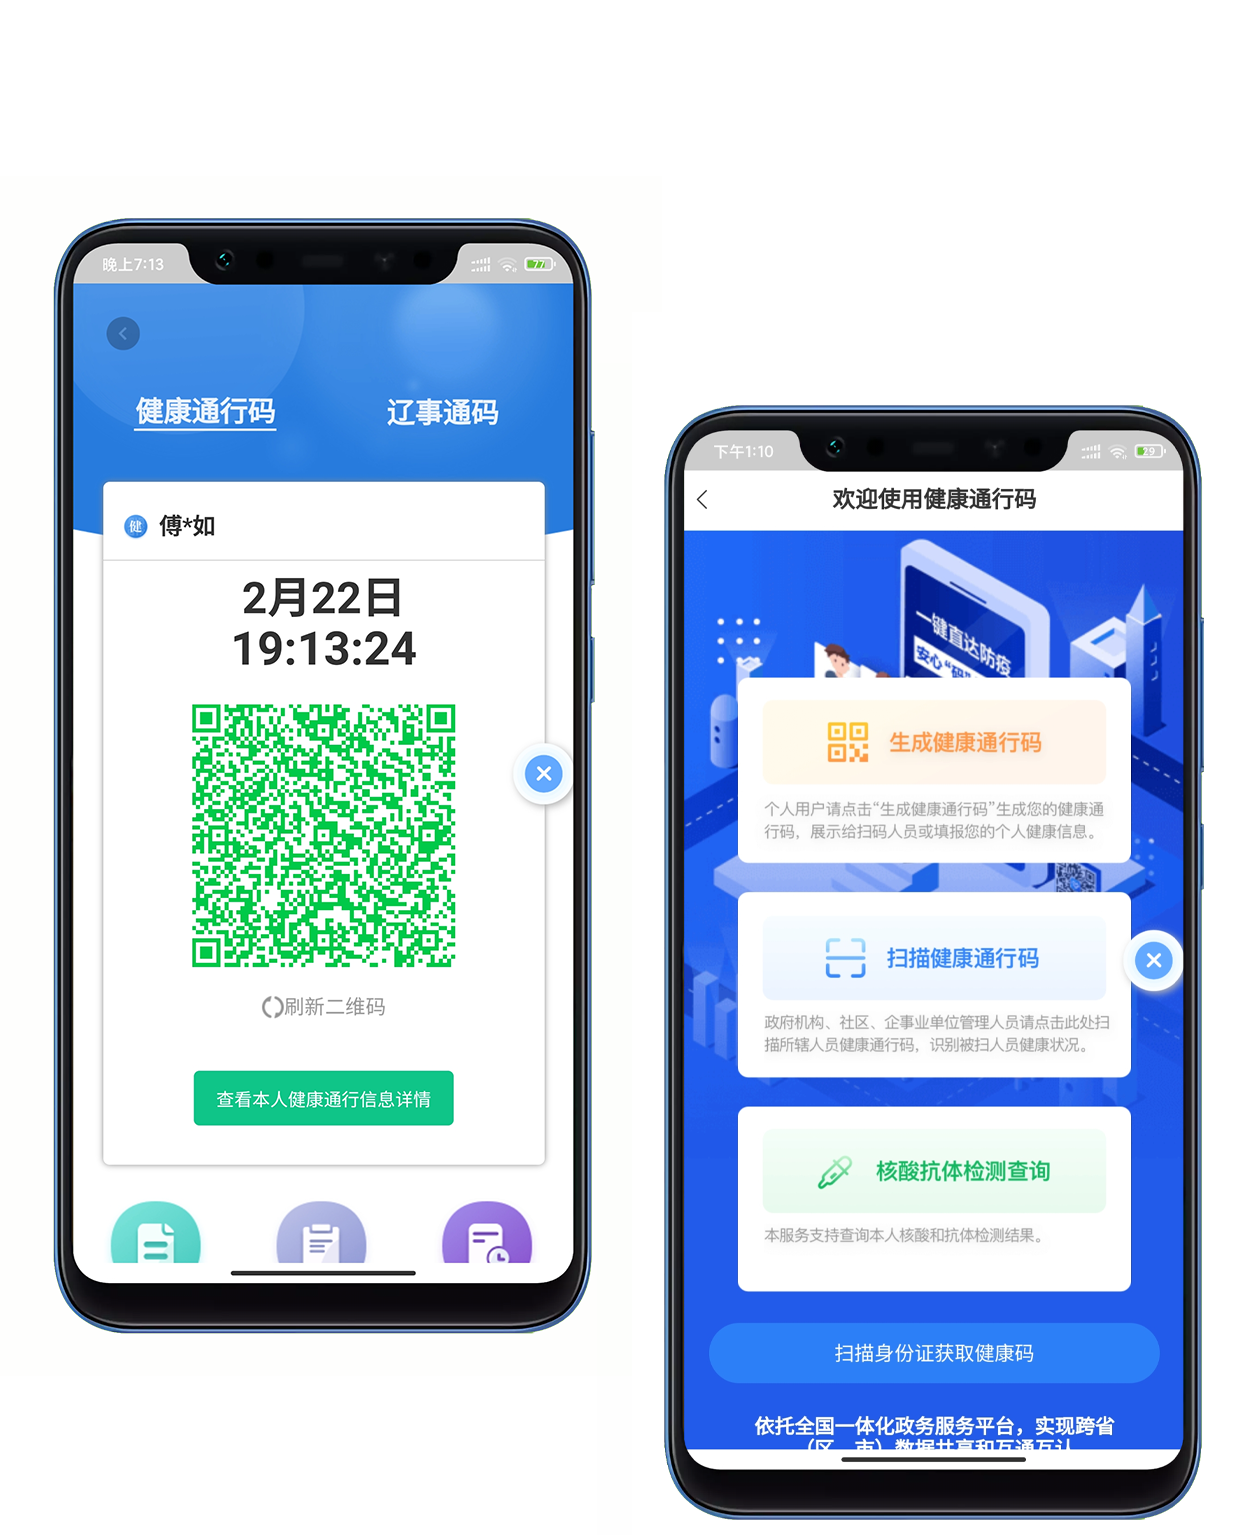 晚上7:13
77
健康通行码
辽事通码
健
傅*如
2月22日
19:13:24
刷新二维码
查看本人健康通行信息详情
下午1:10
29
欢迎使用健康通行码
一键直达防疫
安心“码”
生成健康通行码
个人用户请点击“生成健康通行码”生成您的健康通
行码，展示给扫码人员或填报您的个人健康信息。
扫描健康通行码
政府机构、社区、企事业单位管理人员请点击此处扫
描所辖人员健康通行码，识别被扫人员健康状况。
核酸抗体检测查询
本服务支持查询本人核酸和抗体检测结果。
扫描身份证获取健康码
依托全国一体化政务服务平台，实现跨省
（区、市）数据共享和互通互认